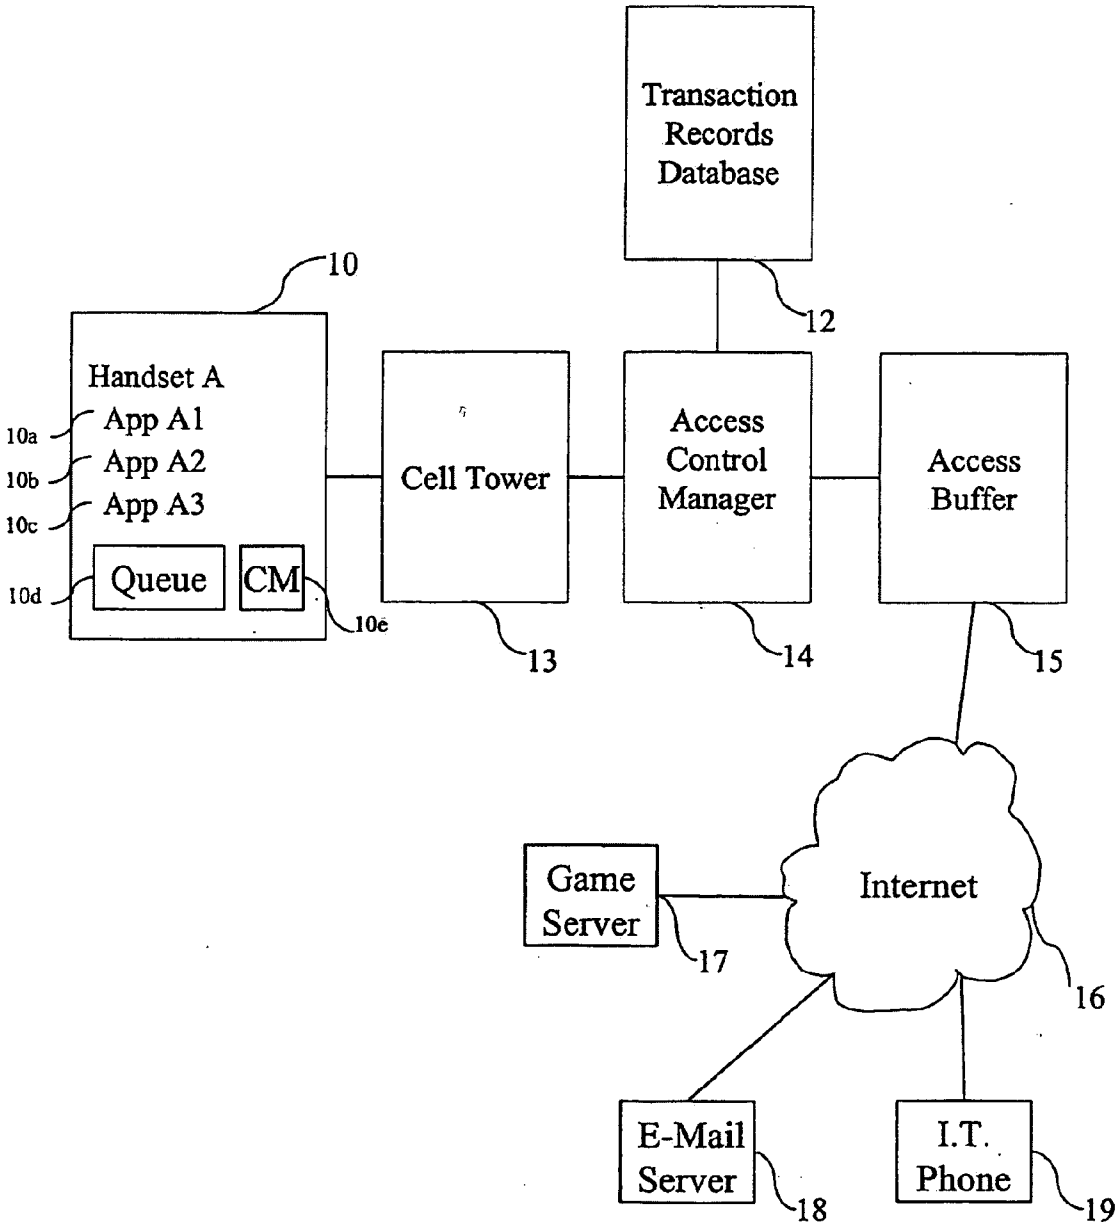 Transaction
Records
Database
12
10
Handset A
App A1
10a
App A2
10b
App A3
10c
Queue
10d
CM
10e
Cell Tower
13
Access
Control
Manager
14
Access
Buffer
15
Internet
16
Game
Server
17
E-Mail
Server
18
I.T.
Phone
19